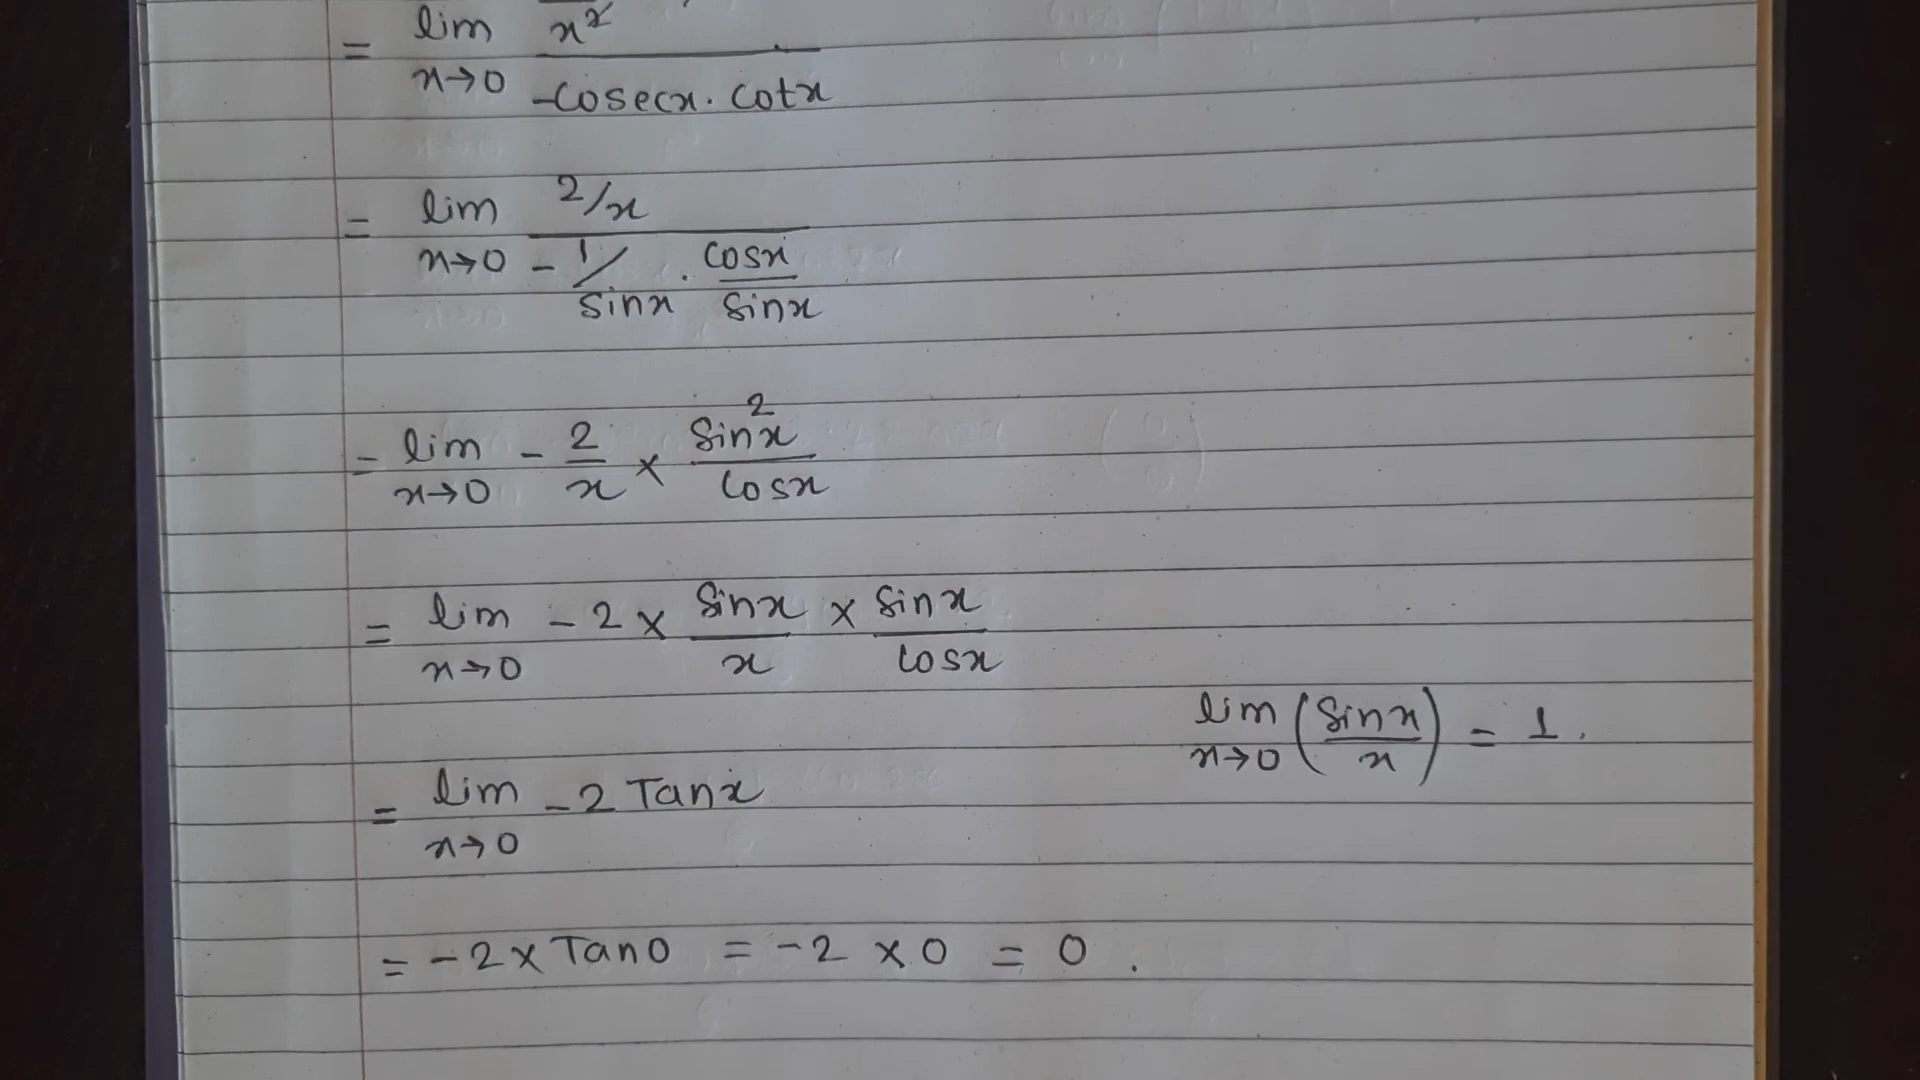 = lim x²
x→0 -cosecx.cotx
= lim 2/x
x→0 - 1/sinx . cosx/sinx
= lim - 2/x × sin²x/cosx
x→0
= lim - 2 × sinx/x × sinx/cosx
x→0
lim (sinx/x) = 1.
x→0
= lim - 2 Tanx
x→0
= - 2 × Tan0 = - 2 × 0 = 0 .